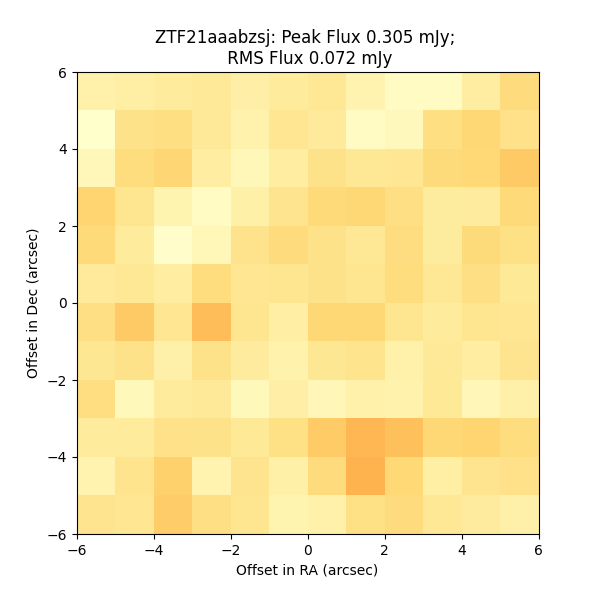 ZTF21aaabzsj: Peak Flux 0.305 mJy;
RMS Flux 0.072 mJy
6
4
2
0
−2
−4
−6
Offset in Dec (arcsec)
−6 −4 −2 0 2 4 6
Offset in RA (arcsec)